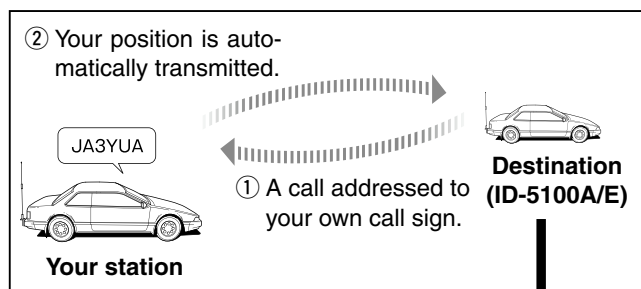 ② Your position is auto-
matically transmitted.
JA3YUA
Destination
(ID-5100A/E)
① A call addressed to
your own call sign.
Your station